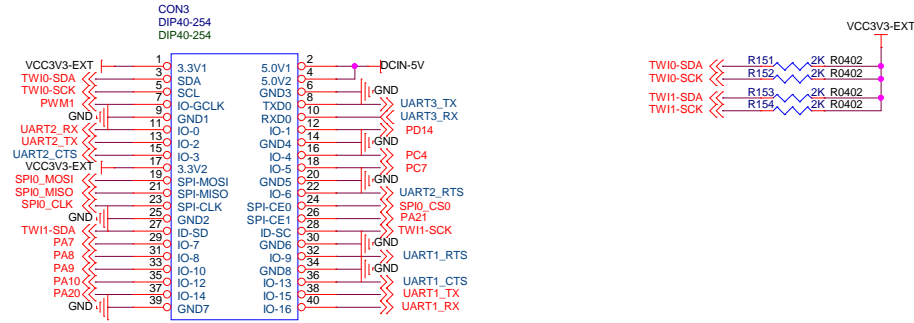 CON3
DIP40-254
DIP40-254
VCC3V3-EXT 1 3.3V1 5.0V1 2 DCIN-5V
TWI0-SDA 3 SDA 5.0V2 4
TWI0-SCK 5 SCL GND3 6 GND
PWM1 7 IO-GCLK TXD0 8 UART3_TX
GND 9 GND1 RXD0 10 UART3_RX
UART2_RX 11 IO-0 IO-1 12 PD14
UART2_TX 13 IO-2 GND4 14 GND
UART2_CTS 15 IO-3 IO-4 16 PC4
VCC3V3-EXT 17 3.3V2 IO-5 18 PC7
SPI0_MOSI 19 SPI-MOSI GND5 20 GND
SPI0_MISO 21 SPI-MISO IO-6 22 UART2_RTS
SPI0_CLK 23 SPI-CLK SPI-CE0 24 SPI0_CS0
GND 25 GND2 SPI-CE1 26 PA21
TWI1-SDA 27 ID-SD ID-SC 28 TWI1-SCK
PA7 29 IO-7 GND6 30 GND
PA8 31 IO-8 IO-9 32 UART1_RTS
PA9 33 IO-10 GND8 34 GND
PA10 35 IO-12 IO-13 36 UART1_CTS
PA20 37 IO-14 IO-15 38 UART1_TX
GND 39 GND7 IO-16 40 UART1_RX
VCC3V3-EXT
TWI0-SDA R151 2K R0402
TWI0-SCK R152 2K R0402
TWI1-SDA R153 2K R0402
TWI1-SCK R154 2K R0402